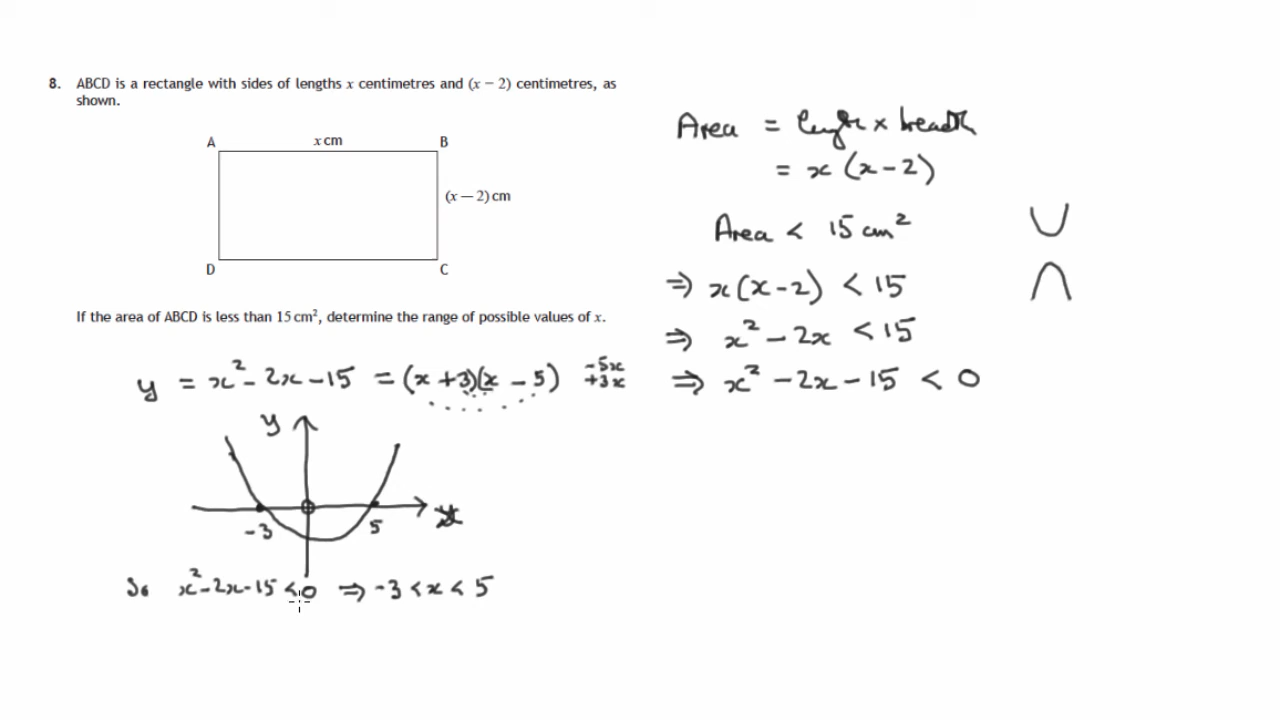 8. ABCD is a rectangle with sides of lengths x centimetres and (x − 2) centimetres, as
shown.
A
x cm
B
(x − 2) cm
D
C
If the area of ABCD is less than 15 cm², determine the range of possible values of x.
y = x² - 2x - 15 = (x + 3)(x - 5)
-5x
+3x
y
-3
5
x
So x² - 2x - 15 < 0 ⇒ -3 < x < 5
Area = length × breadth
= x (x - 2)
Area < 15 cm²
⇒ x(x - 2) < 15
⇒ x² - 2x < 15
⇒ x² - 2x - 15 < 0